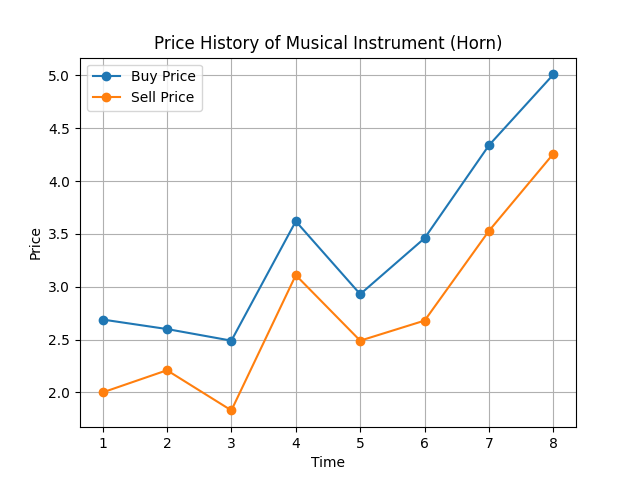 Price History of Musical Instrument (Horn)
Buy Price
Sell Price
5.0
4.5
4.0
3.5
3.0
2.5
2.0
Price
1 2 3 4 5 6 7 8
Time